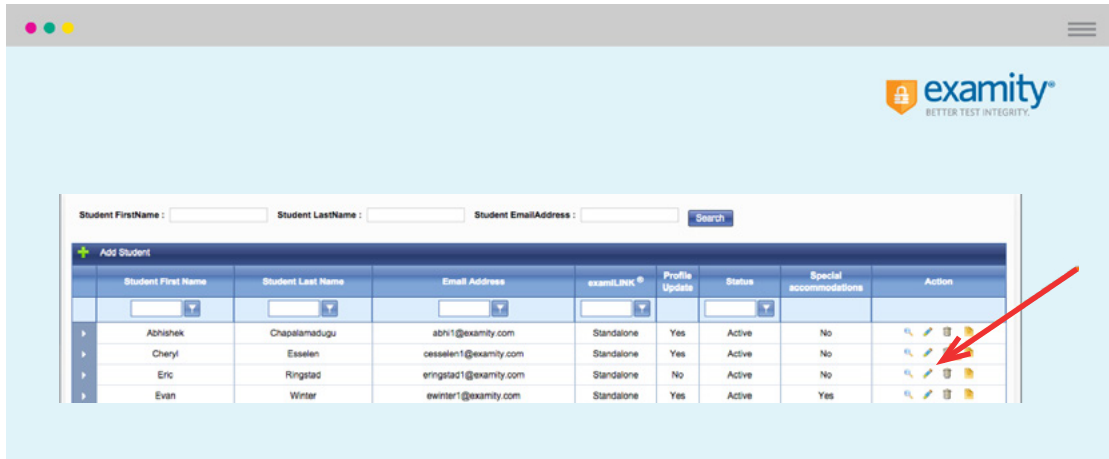 examity®
BETTER TEST INTEGRITY.
Student FirstName : Student LastName : Student EmailAddress : Search
Add Student
Student First Name Student Last Name Email Address examiLINK ® Profile Update Status Special accommodations Action
Abhishek Chapalamadugu abhi1@examity.com Standalone Yes Active No
Cheryl Esselen cesselen1@examity.com Standalone Yes Active No
Eric Ringstad eringstad1@examity.com Standalone No Active No
Evan Winter ewinter1@examity.com Standalone Yes Active Yes